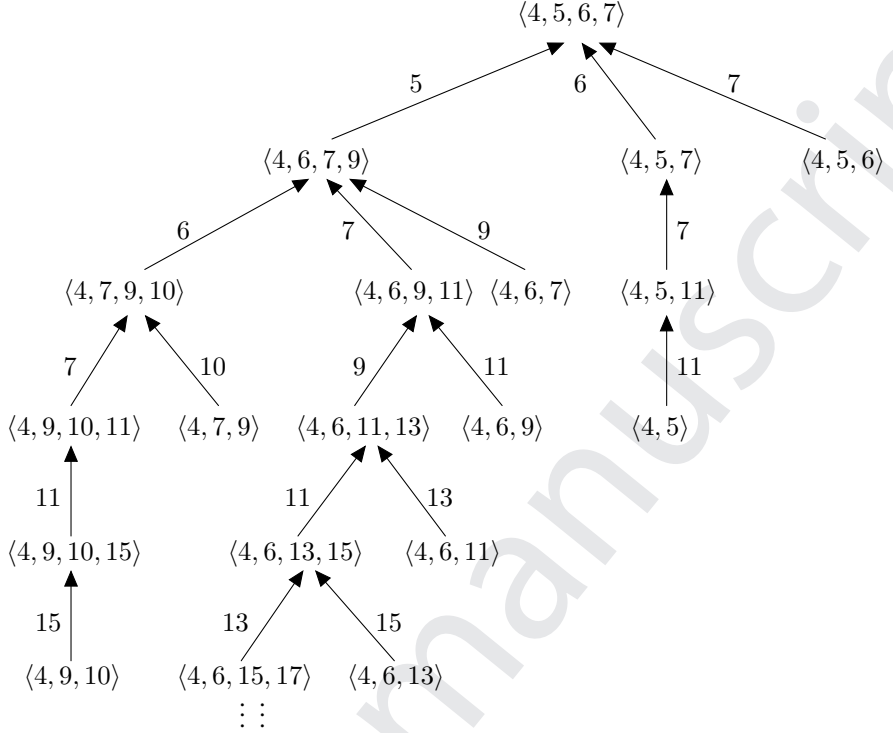 ⟨4, 5, 6, 7⟩
5 6 7
⟨4, 6, 7, 9⟩ ⟨4, 5, 7⟩ ⟨4, 5, 6⟩
6 7 9 7
⟨4, 7, 9, 10⟩ ⟨4, 6, 9, 11⟩ ⟨4, 6, 7⟩ ⟨4, 5, 11⟩
7 10 9 11 11
⟨4, 9, 10, 11⟩ ⟨4, 7, 9⟩ ⟨4, 6, 11, 13⟩ ⟨4, 6, 9⟩ ⟨4, 5⟩
11 11 13
⟨4, 9, 10, 15⟩ ⟨4, 6, 13, 15⟩ ⟨4, 6, 11⟩
15 13 15
⟨4, 9, 10⟩ ⟨4, 6, 15, 17⟩ ⟨4, 6, 13⟩
⋮ ⋮
manuscrip